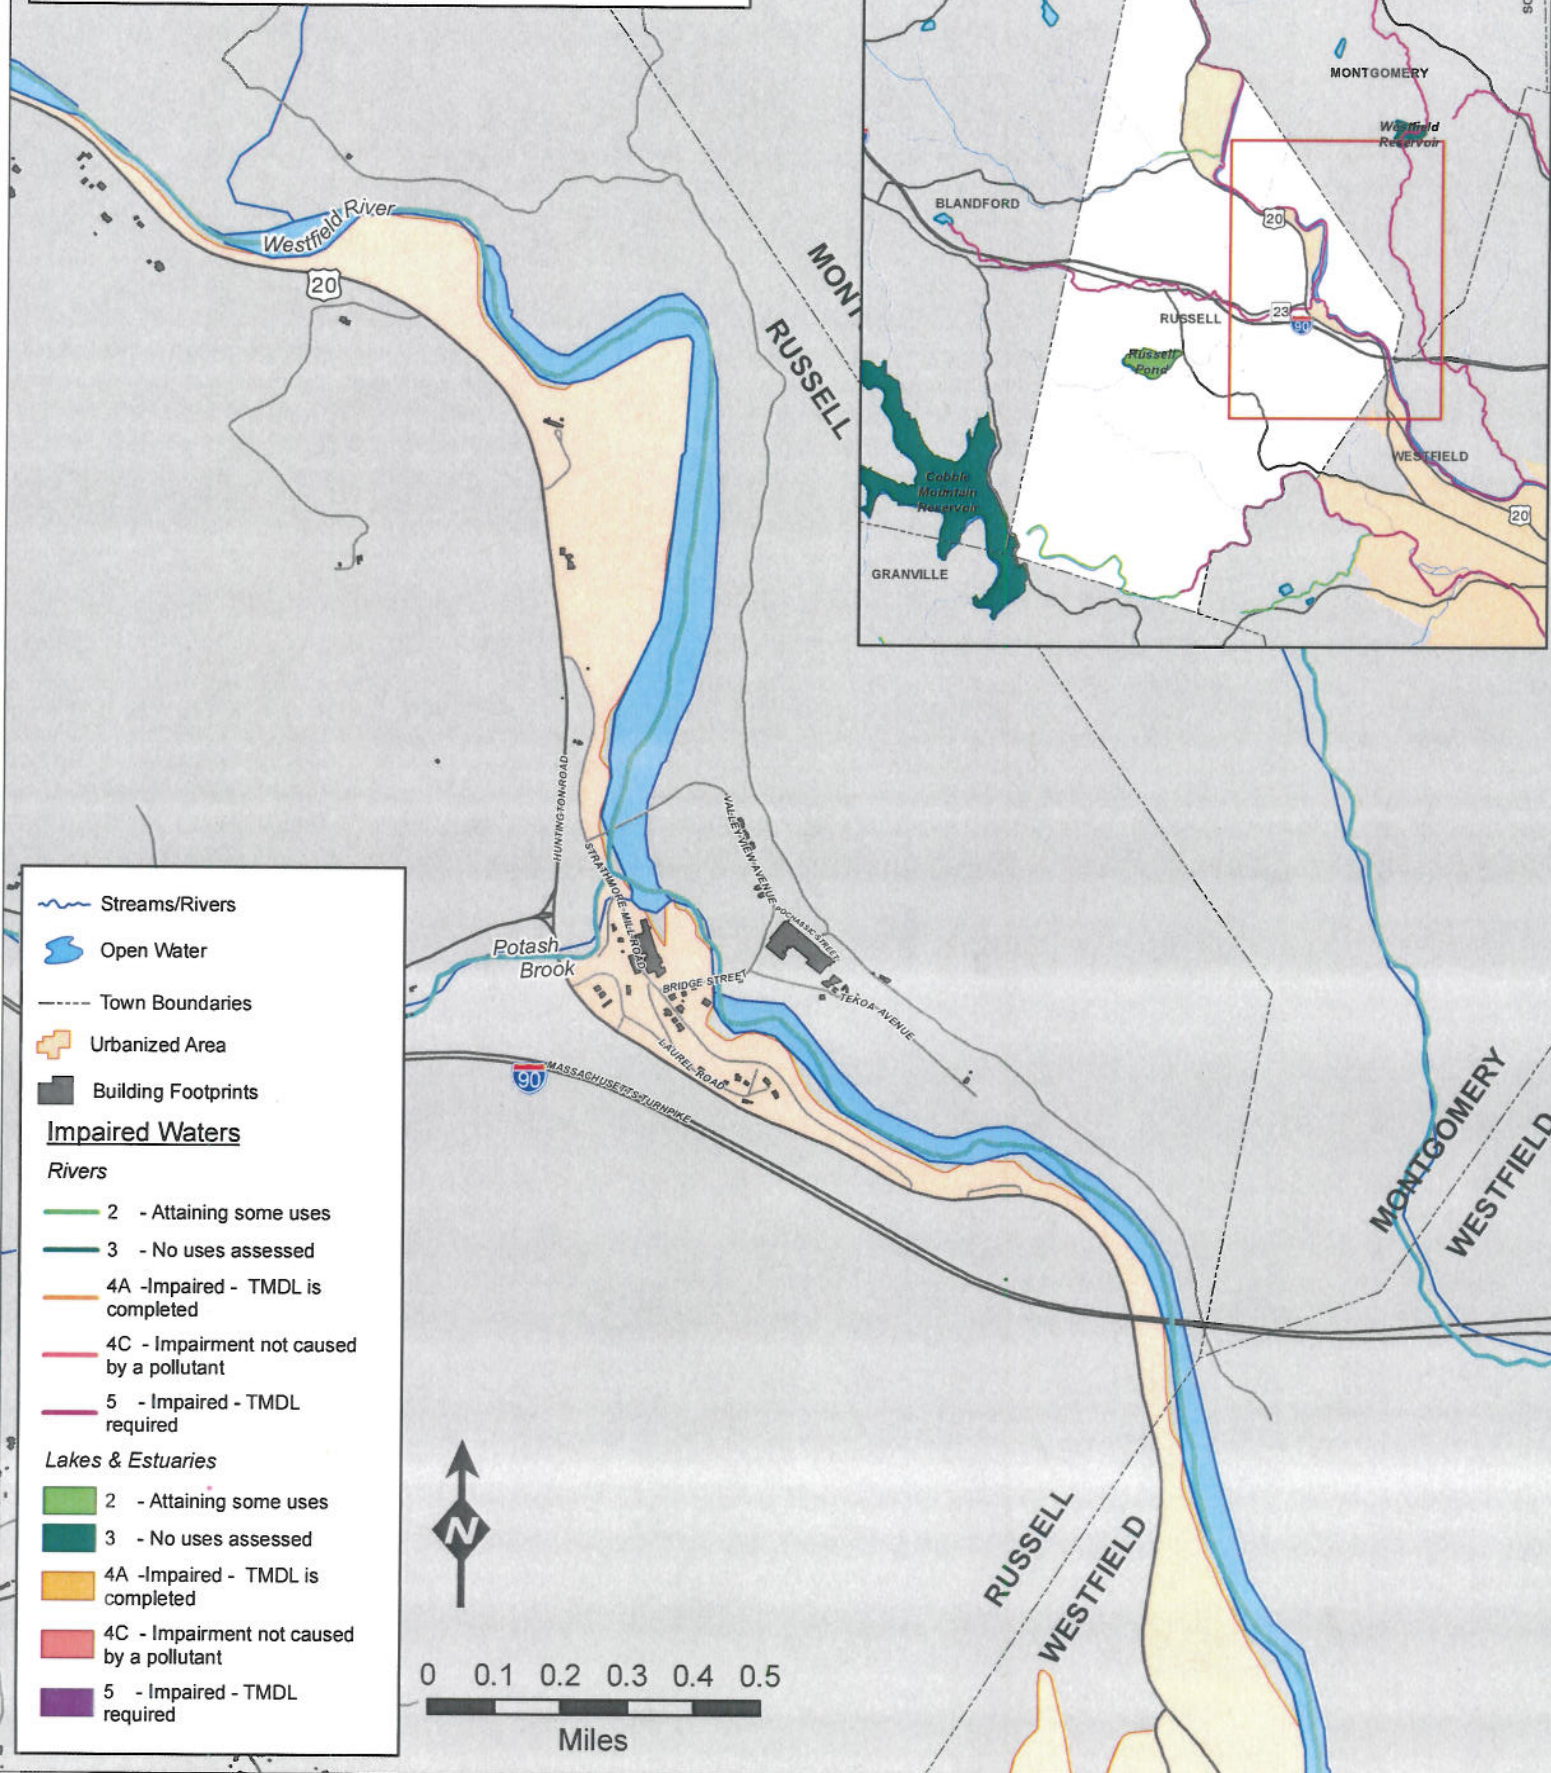 Westfield River
20
MONT
RUSSELL
HUNTINGTON ROAD
STRATHMORE MILL ROAD
VALLEY VIEW AVENUE
POCHASSIC STREET
Potash
Brook
BRIDGE STREET
TEKOA AVENUE
LAUREL ROAD
90
MASSACHUSETTS TURNPIKE
MONTGOMERY
WESTFIELD
RUSSELL
WESTFIELD
MONTGOMERY
Westfield
Reservoir
BLANDFORD
20
RUSSELL
23
90
Russell
Pond
WESTFIELD
Cobble
Mountain
Reservoir
20
GRANVILLE
Streams/Rivers
Open Water
Town Boundaries
Urbanized Area
Building Footprints
Impaired Waters
Rivers
2 - Attaining some uses
3 - No uses assessed
4A -Impaired - TMDL is
completed
4C - Impairment not caused
by a pollutant
5 - Impaired - TMDL
required
Lakes & Estuaries
2 - Attaining some uses
3 - No uses assessed
4A -Impaired - TMDL is
completed
4C - Impairment not caused
by a pollutant
5 - Impaired - TMDL
required
N
0 0.1 0.2 0.3 0.4 0.5
Miles